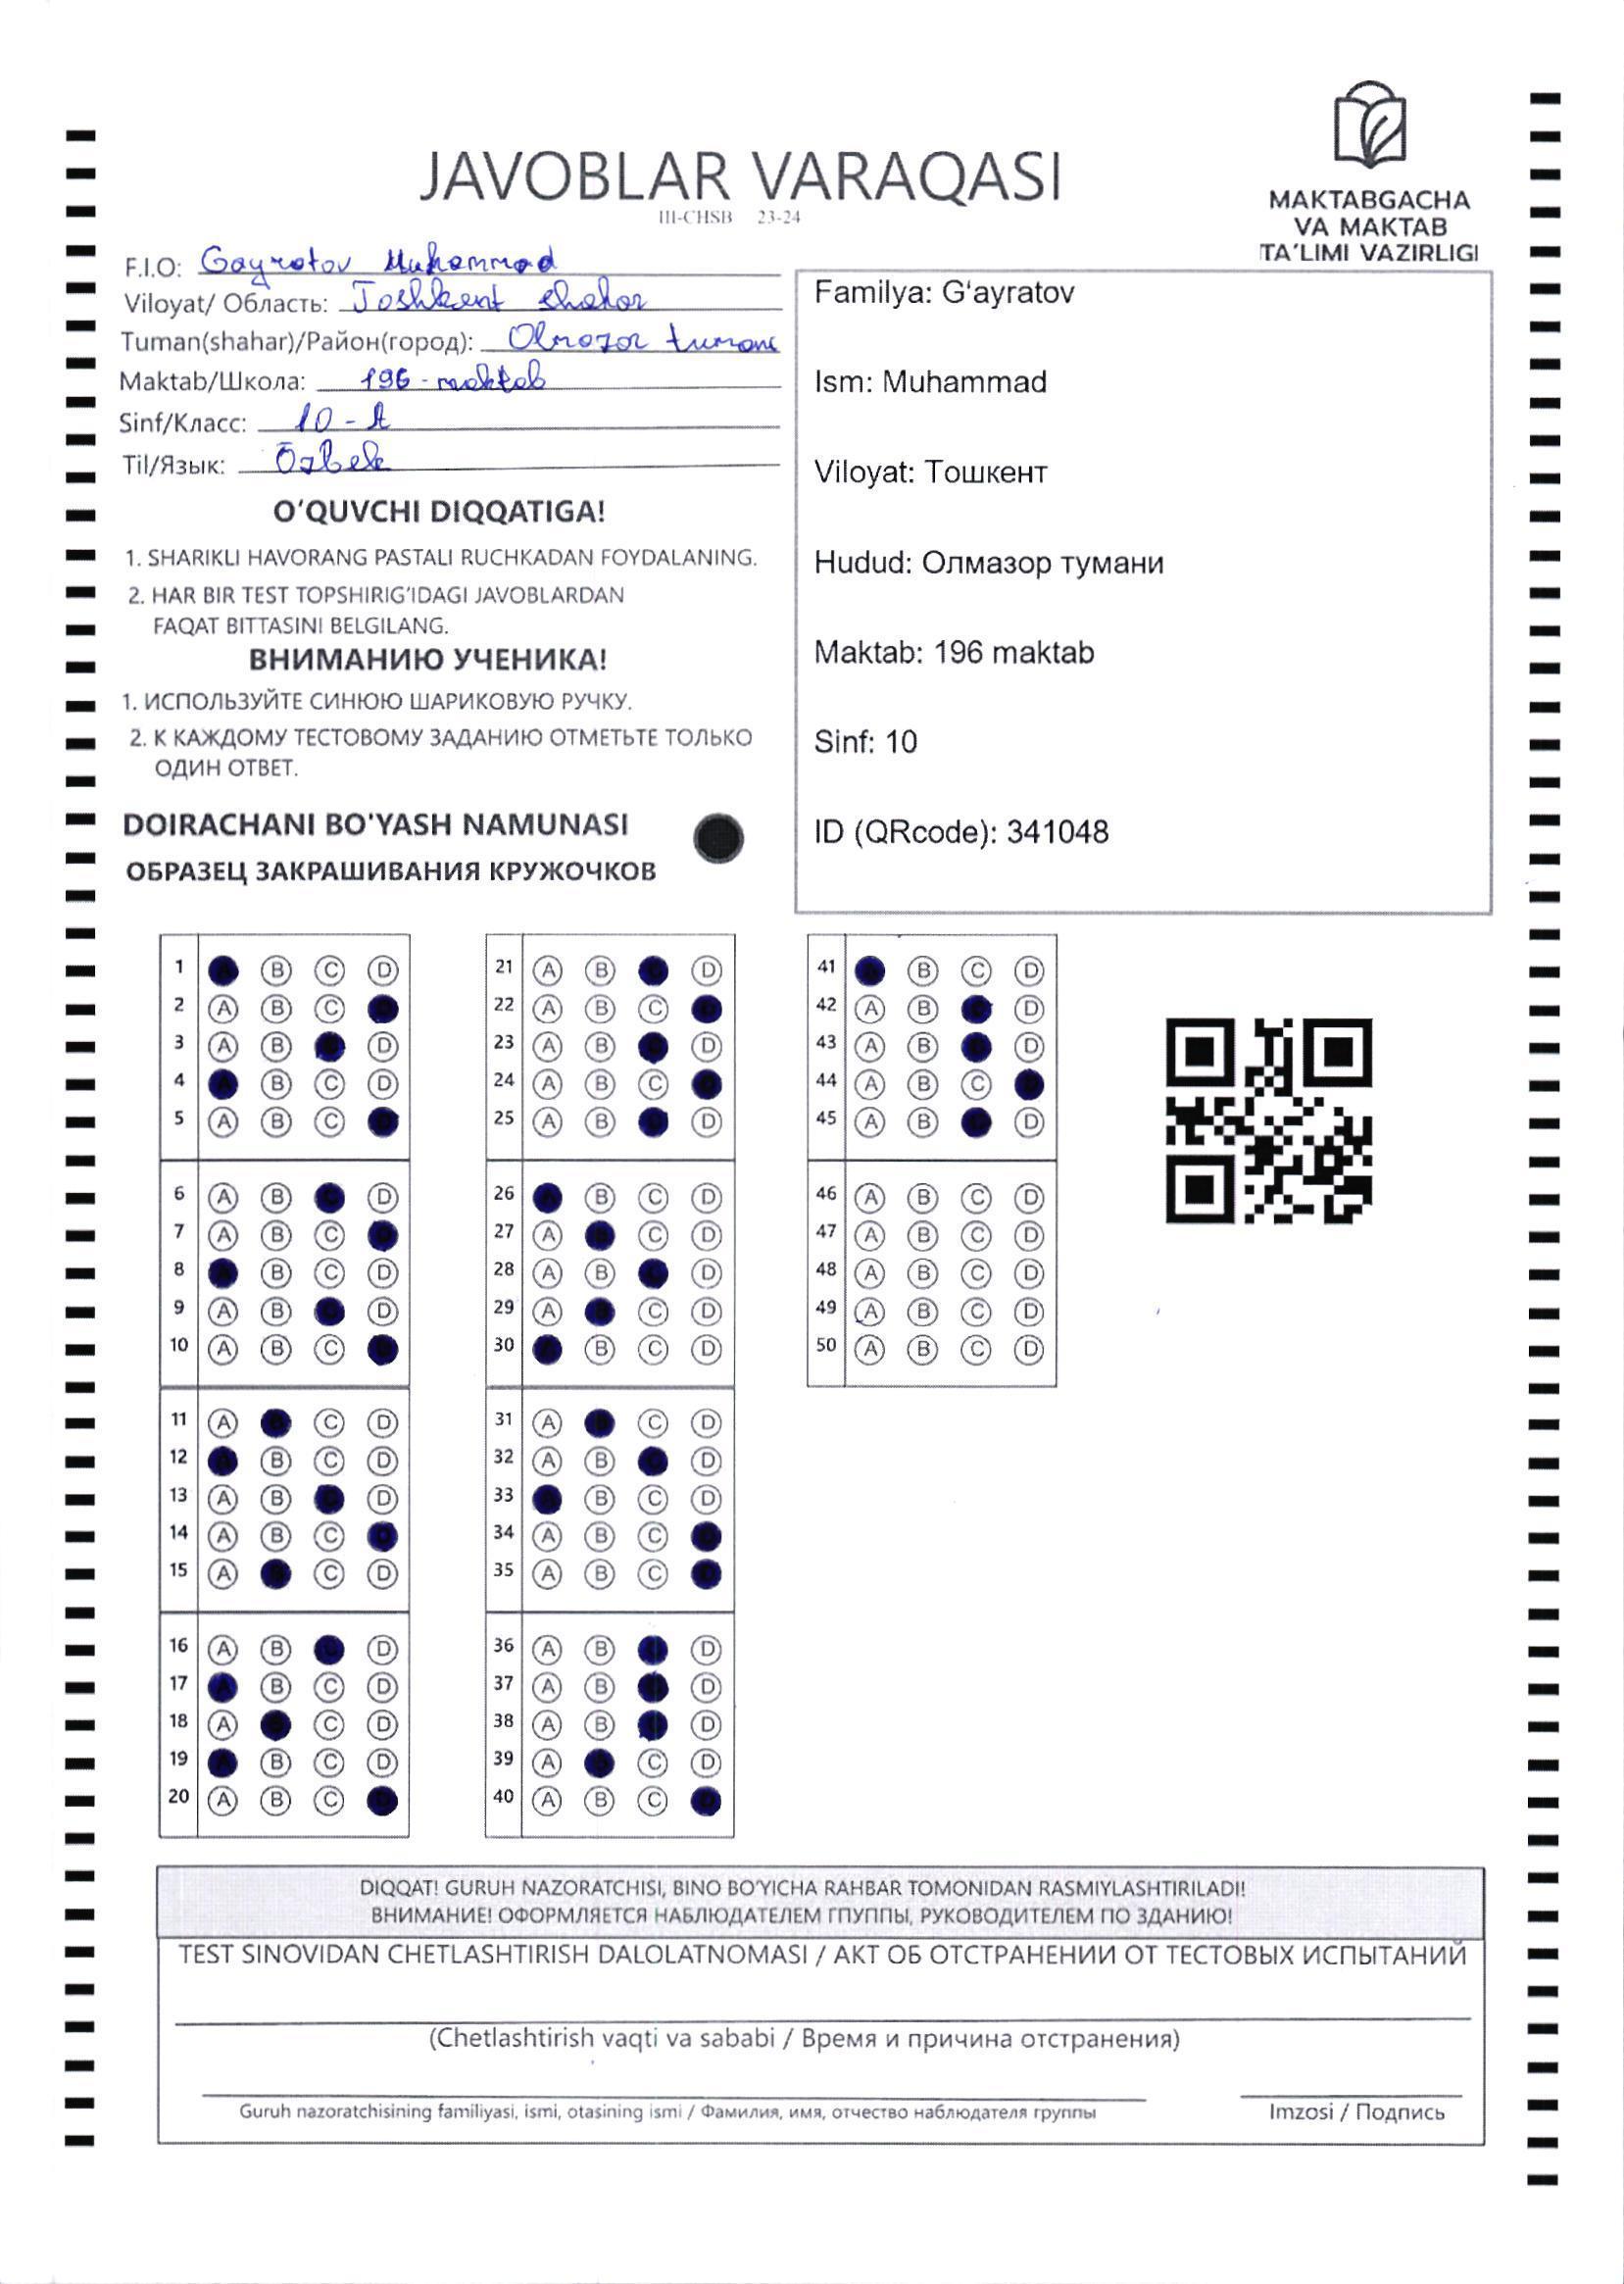 JAVOBLAR VARAQASI
III-CHSB 23-24
MAKTABGACHA
VA MAKTAB
TA'LIMI VAZIRLIGI
F.I.O: Gayratov Muhammad
Viloyat/ Область: Toshkent shahar
Tuman(shahar)/Район(город): Olmazor tumani
Maktab/Школа: 196 - maktab
Sinf/Класс: 10 - A
Til/Язык: Ōzbek
O'QUVCHI DIQQATIGA!
1. SHARIKLI HAVORANG PASTALI RUCHKADAN FOYDALANING.
2. HAR BIR TEST TOPSHIRIG'IDAGI JAVOBLARDAN
FAQAT BITTASINI BELGILANG.
ВНИМАНИЮ УЧЕНИКА!
1. ИСПОЛЬЗУЙТЕ СИНЮЮ ШАРИКОВУЮ РУЧКУ.
2. К КАЖДОМУ ТЕСТОВОМУ ЗАДАНИЮ ОТМЕТЬТЕ ТОЛЬКО
ОДИН ОТВЕТ.
DOIRACHANI BO'YASH NAMUNASI
ОБРАЗЕЦ ЗАКРАШИВАНИЯ КРУЖОЧКОВ
Familya: G'ayratov
Ism: Muhammad
Viloyat: Тошкент
Hudud: Олмазор тумани
Maktab: 196 maktab
Sinf: 10
ID (QRcode): 341048
1 A B C D
2 A B C D
3 A B C D
4 A B C D
5 A B C D
6 A B C D
7 A B C D
8 A B C D
9 A B C D
10 A B C D
11 A B C D
12 A B C D
13 A B C D
14 A B C D
15 A B C D
16 A B C D
17 A B C D
18 A B C D
19 A B C D
20 A B C D
21 A B C D
22 A B C D
23 A B C D
24 A B C D
25 A B C D
26 A B C D
27 A B C D
28 A B C D
29 A B C D
30 A B C D
31 A B C D
32 A B C D
33 A B C D
34 A B C D
35 A B C D
36 A B C D
37 A B C D
38 A B C D
39 A B C D
40 A B C D
41 A B C D
42 A B C D
43 A B C D
44 A B C D
45 A B C D
46 A B C D
47 A B C D
48 A B C D
49 A B C D
50 A B C D
DIQQAT! GURUH NAZORATCHISI, BINO BO'YICHA RAHBAR TOMONIDAN RASMIYLASHTIRILADI!
ВНИМАНИЕ! ОФОРМЛЯЕТСЯ НАБЛЮДАТЕЛЕМ ГПУППЫ, РУКОВОДИТЕЛЕМ ПО ЗДАНИЮ!
TEST SINOVIDAN CHETLASHTIRISH DALOLATNOMASI / АКТ ОБ ОТСТРАНЕНИИ ОТ ТЕСТОВЫХ ИСПЫТАНИЙ
(Chetlashtirish vaqti va sababi / Время и причина отстранения)
Guruh nazoratchisining familiyasi, ismi, otasining ismi / Фамилия, имя, отчество наблюдателя группы
Imzosi / Подпись